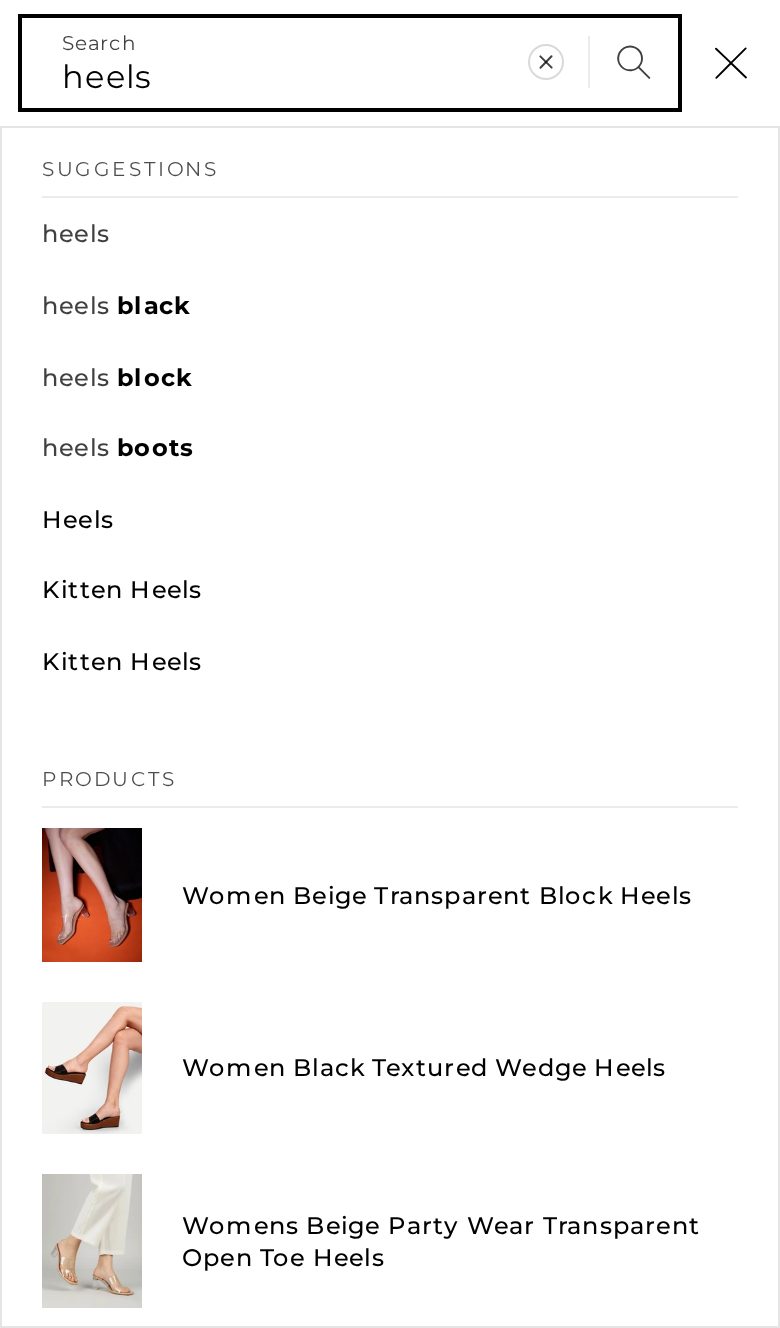 Search
heels
SUGGESTIONS
heels
heels black
heels block
heels boots
Heels
Kitten Heels
Kitten Heels
PRODUCTS
Women Beige Transparent Block Heels
Women Black Textured Wedge Heels
Womens Beige Party Wear Transparent
Open Toe Heels